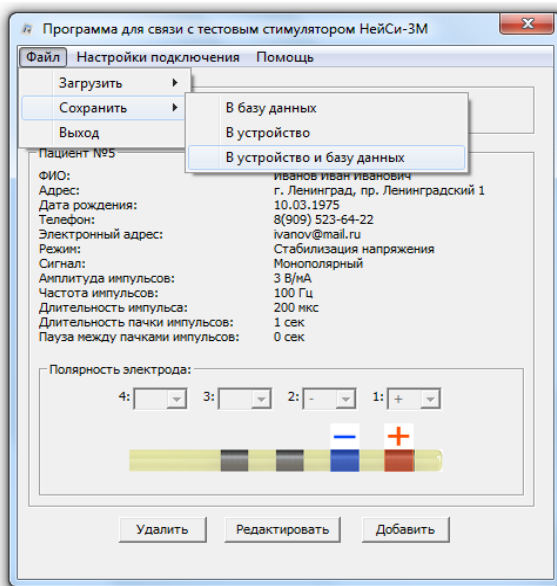 Программа для связи с тестовым стимулятором НейСи-3М
Файл Настройки подключения Помощь
Загрузить
Сохранить
Выход
В базу данных
В устройство
В устройство и базу данных
Пациент №5
ФИО: Иванов Иван Иванович
Адрес: г. Ленинград, пр. Ленинградский 1
Дата рождения: 10.03.1975
Телефон: 8(909) 523-64-22
Электронный адрес: ivanov@mail.ru
Режим: Стабилизация напряжения
Сигнал: Монополярный
Амплитуда импульсов: 3 В/мА
Частота импульсов: 100 Гц
Длительность импульса: 200 мкс
Длительность пачки импульсов: 1 сек
Пауза между пачками импульсов: 0 сек
Полярность электрода:
4: 3: 2: - 1: +
− +
Удалить Редактировать Добавить